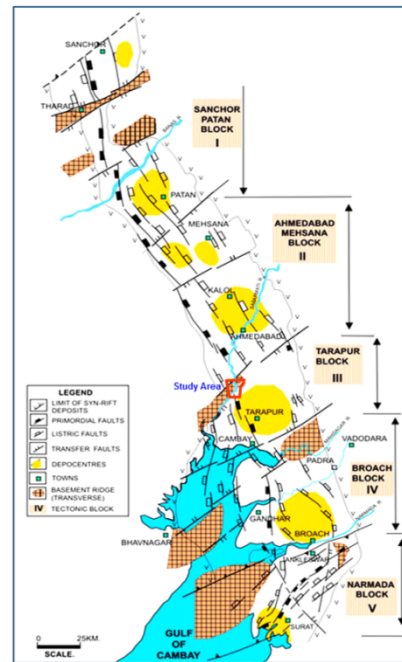 SANCHOR
THARAD
SANCHOR
PATAN
BLOCK
I
PATAN
MEHSANA
AHMEDABAD
MEHSANA
BLOCK
II
KALOL
AHMEDABAD
TARAPUR
BLOCK
III
Study Area
TARAPUR
CAMBAY
VADODARA
PADRA
BROACH
BLOCK
IV
GANDHAR
BROACH
ANKLESWAR
BHAVNAGAR
NARMADA
BLOCK
V
SURAT
GULF
OF
CAMBAY
LEGEND
LIMIT OF SYN-RIFT
DEPOSITS
PRIMORDIAL FAULTS
LISTRIC FAULTS
TRANSFER FAULTS
DEPOCENTRES
TOWNS
BASEMENT RIDGE
(TRANSVERSE)
IV TECTONIC BLOCK
0 25KM.
SCALE.